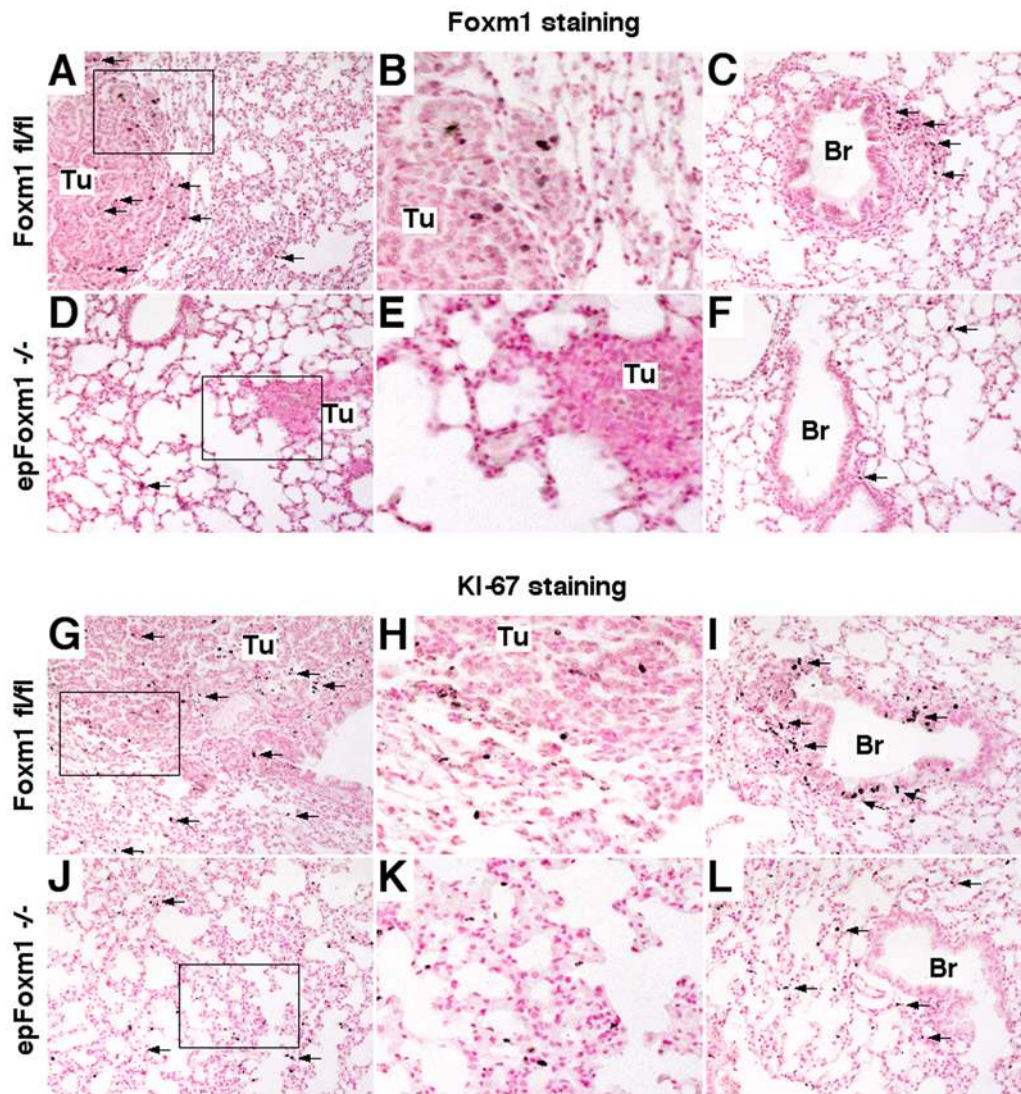 Foxm1 staining
A
B
C
Foxm1 fl/fl
Tu
Tu
Br
D
E
F
epFoxm1 -/-
Tu
Tu
Br
KI-67 staining
G
H
I
Foxm1 fl/fl
Tu
Tu
Br
J
K
L
epFoxm1 -/-
Br